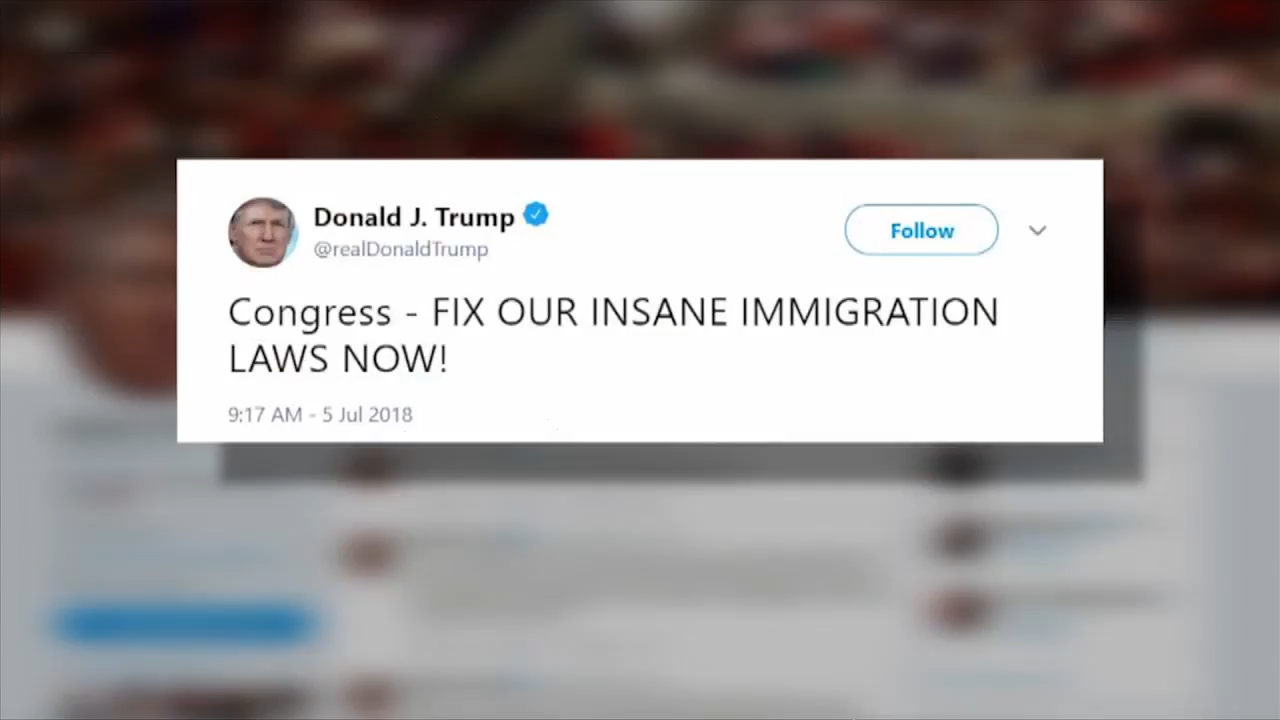 Donald J. Trump
@realDonaldTrump
Follow
Congress - FIX OUR INSANE IMMIGRATION
LAWS NOW!
9:17 AM - 5 Jul 2018